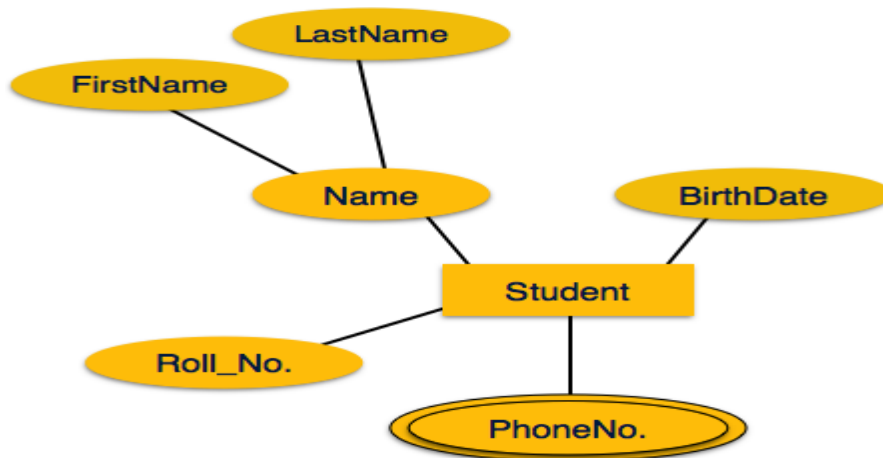 LastName
FirstName
Name
BirthDate
Student
Roll_No.
PhoneNo.